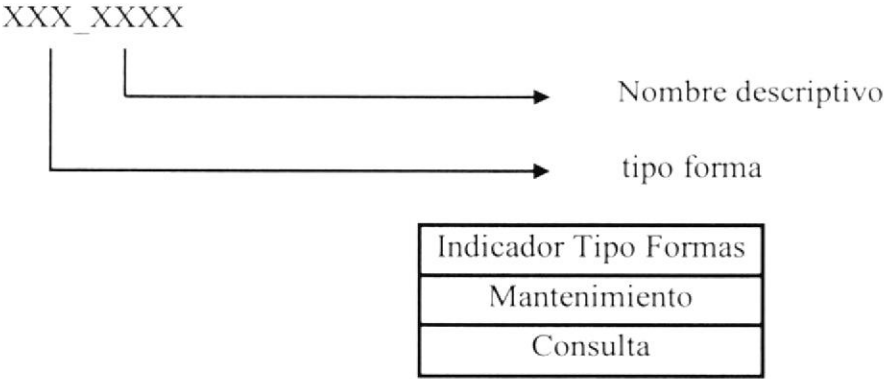 XXX_XXXX
Nombre descriptivo
tipo forma
Indicador Tipo Formas
Mantenimiento
Consulta